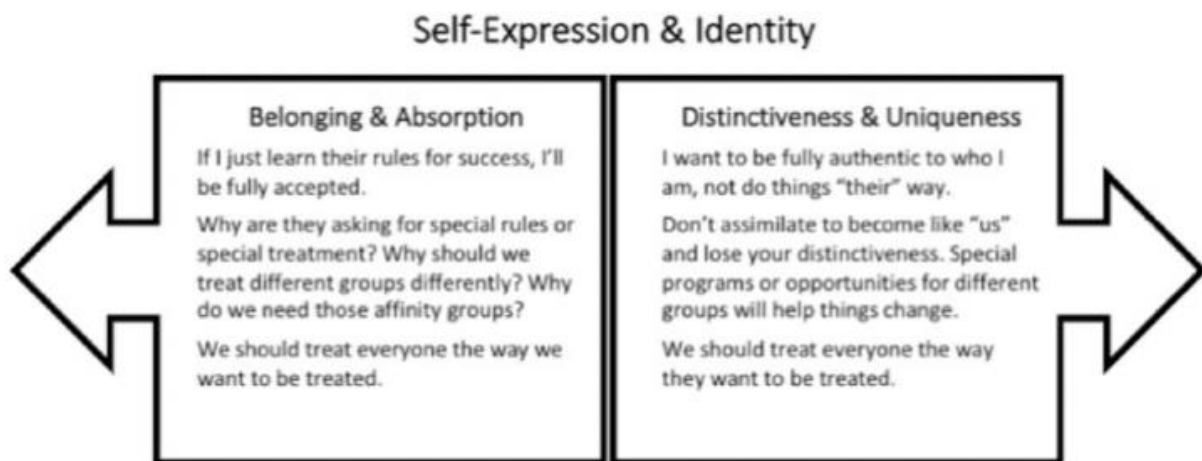 Self-Expression & Identity
Belonging & Absorption
If I just learn their rules for success, I'll
be fully accepted.
Why are they asking for special rules or
special treatment? Why should we
treat different groups differently? Why
do we need those affinity groups?
We should treat everyone the way we
want to be treated.
Distinctiveness & Uniqueness
I want to be fully authentic to who I
am, not do things “their” way.
Don’t assimilate to become like “us”
and lose your distinctiveness. Special
programs or opportunities for different
groups will help things change.
We should treat everyone the way
they want to be treated.